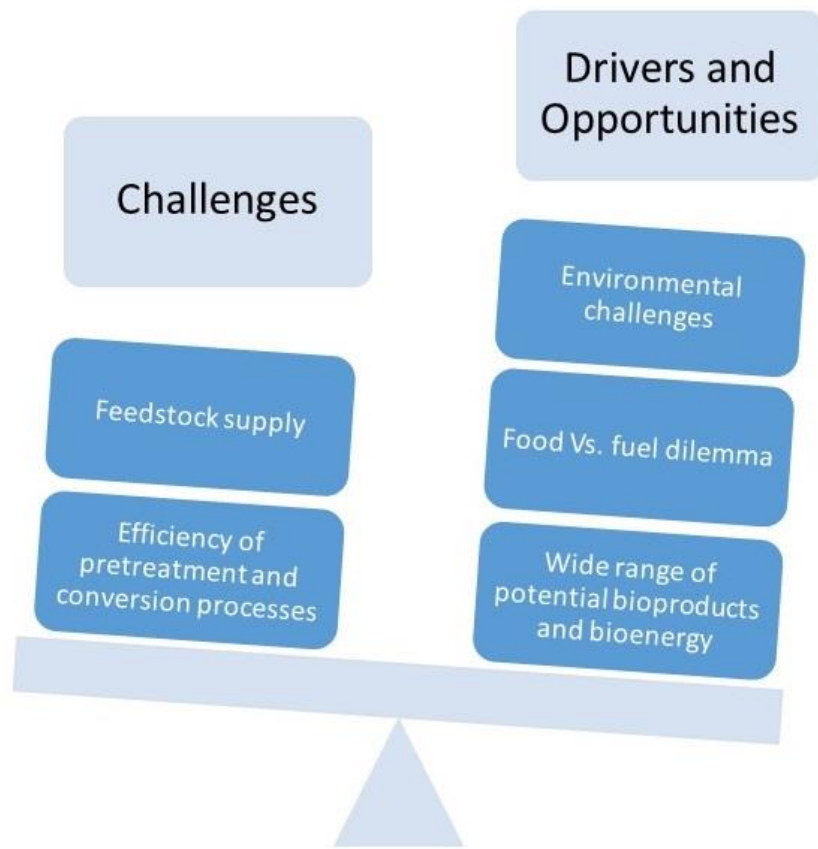 Challenges
Feedstock supply
Efficiency of
pretreatment and
conversion processes
Drivers and
Opportunities
Environmental
challenges
Food Vs. fuel dilemma
Wide range of
potential bioproducts
and bioenergy